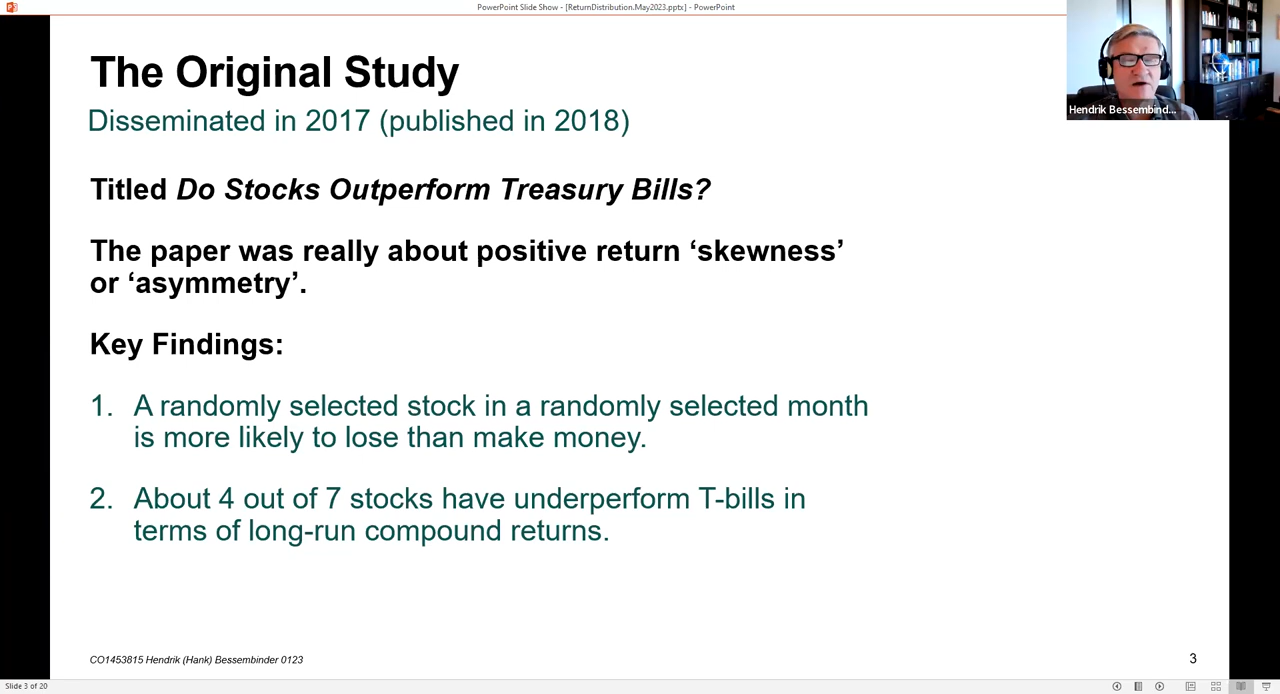 PowerPoint Slide Show - [ReturnDistribution.May2023.pptx] - PowerPoint
The Original Study
Disseminated in 2017 (published in 2018)
Hendrik Bessembind...
Titled Do Stocks Outperform Treasury Bills?
The paper was really about positive return ‘skewness’
or ‘asymmetry’.
Key Findings:
1. A randomly selected stock in a randomly selected month
is more likely to lose than make money.
2. About 4 out of 7 stocks have underperform T-bills in
terms of long-run compound returns.
CO1453815 Hendrik (Hank) Bessembinder 0123
3
Slide 3 of 20